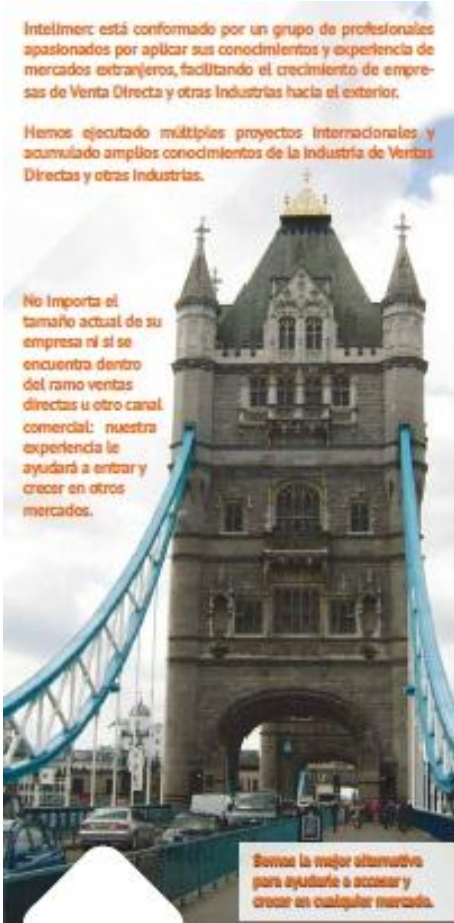 Intelimerc está conformado por un grupo de profesionales
apasionados por aplicar sus conocimientos y experiencia de
mercados extranjeros, facilitando el crecimiento de empre-
sas de Venta Directa y otras Industrias hacia el exterior.
Hemos ejecutado múltiples proyectos internacionales y
acumulado amplios conocimientos de la industria de Ventas
Directas y otras Industrias.
No importa el
tamaño actual de su
empresa ni si se
encuentra dentro
del ramo ventas
directas u otro canal
comercial: nuestra
experiencia le
ayudará a entrar y
crecer en otros
mercados.
Somos la mejor alternativa
para ayudarle a accesar y
crecer en cualquier mercado.